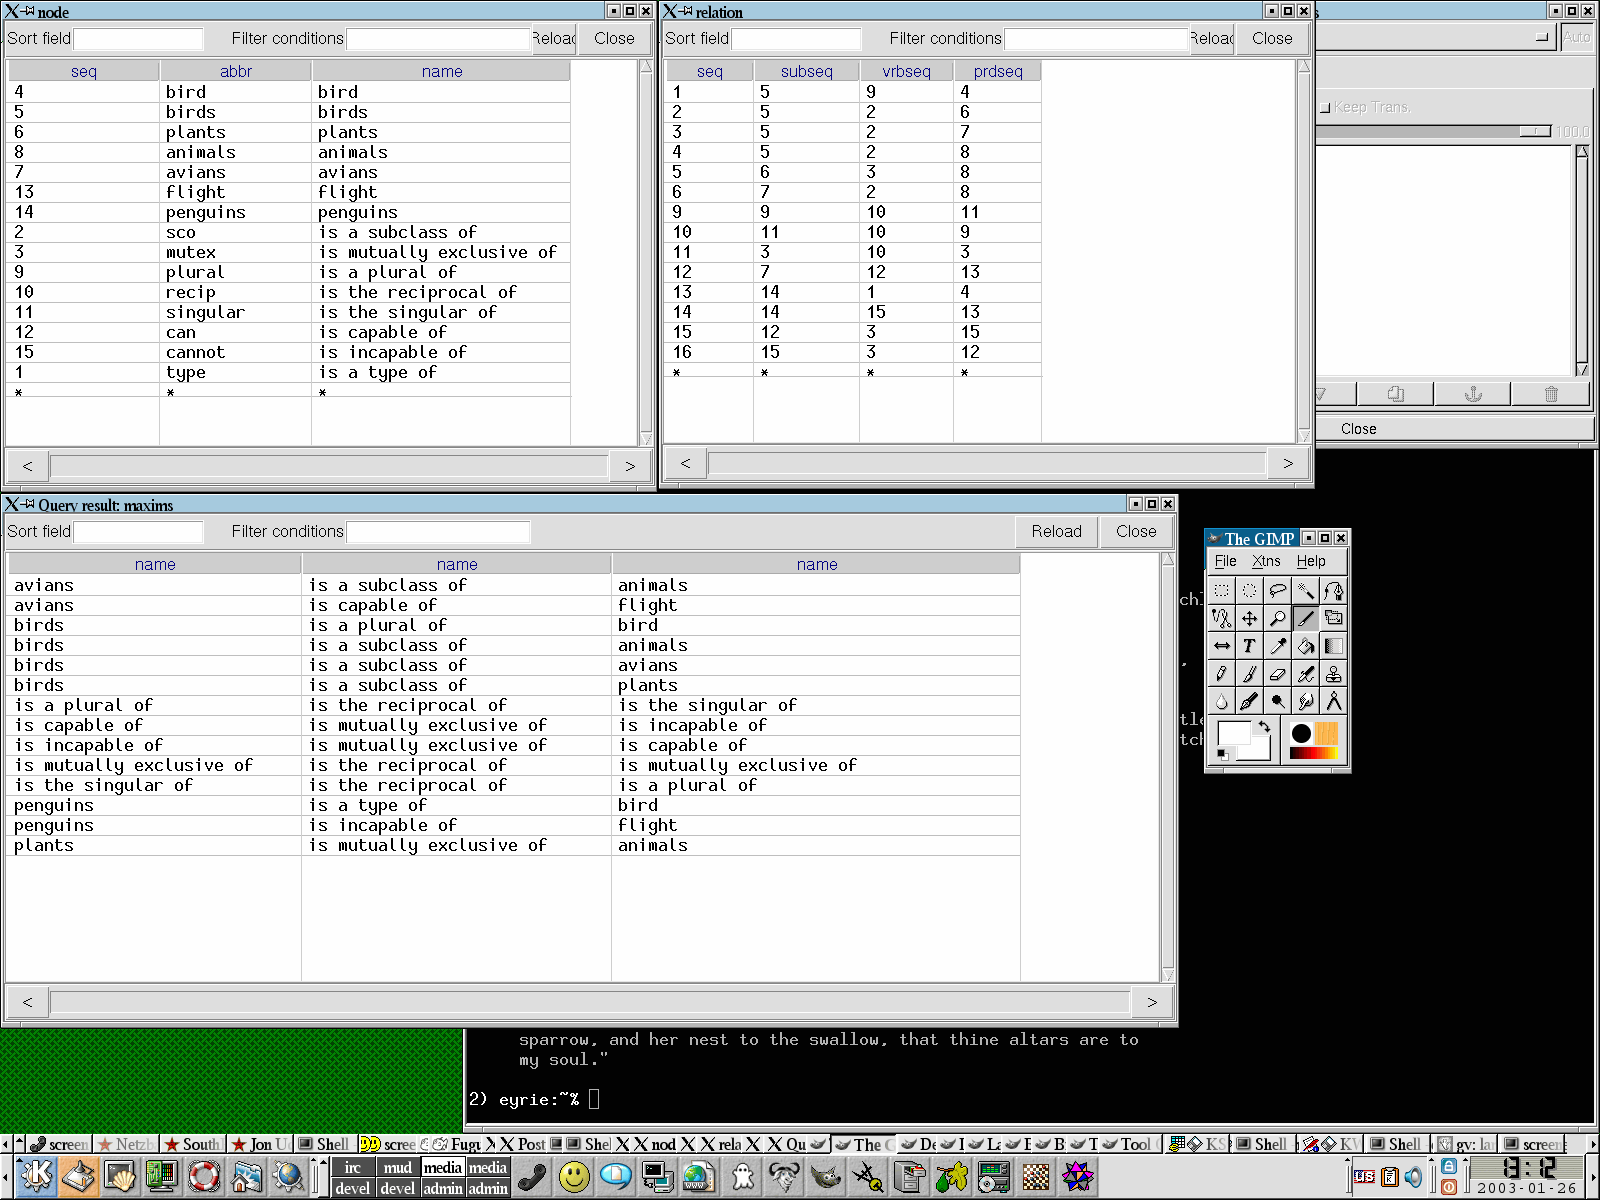 node
Sort field Filter conditions Reload Close
seq abbr name
4 bird bird
5 birds birds
6 plants plants
8 animals animals
7 avians avians
13 flight flight
14 penguins penguins
2 sco is a subclass of
3 mutex is mutually exclusive of
9 plural is a plural of
10 recip is the reciprocal of
11 singular is the singular of
12 can is capable of
15 cannot is incapable of
1 type is a type of
* * *
< >
relation
Sort field Filter conditions Reload Close
seq subseq vrbseq prdseq
1 5 9 4
2 5 2 6
3 5 2 7
4 5 2 8
5 6 3 8
6 7 2 8
9 9 10 11
10 11 10 9
11 3 10 3
12 7 12 13
13 14 1 4
14 14 15 13
15 12 3 15
16 15 3 12
* * * *
< >
s
Auto
Keep Trans.
100.0
Close
Query result: maxims
Sort field Filter conditions Reload Close
name name name
avians is a subclass of animals
avians is capable of flight
birds is a plural of bird
birds is a subclass of animals
birds is a subclass of avians
birds is a subclass of plants
is a plural of is the reciprocal of is the singular of
is capable of is mutually exclusive of is incapable of
is incapable of is mutually exclusive of is capable of
is mutually exclusive of is the reciprocal of is mutually exclusive of
is the singular of is the reciprocal of is a plural of
penguins is a type of bird
penguins is incapable of flight
plants is mutually exclusive of animals
< >
The GIMP
File Xtns Help
chl
tle
tch
sparrow, and her nest to the swallow, that thine altars are to
my soul."
2) eyrie:~%
screen Netzb South Jon U Shell scree Fugu Post She nod rela Qu The G De I La E B T Tool KS Shell KV Shell gv: lar screen
irc mud media media
devel devel admin admin
US
13:12
2003-01-26